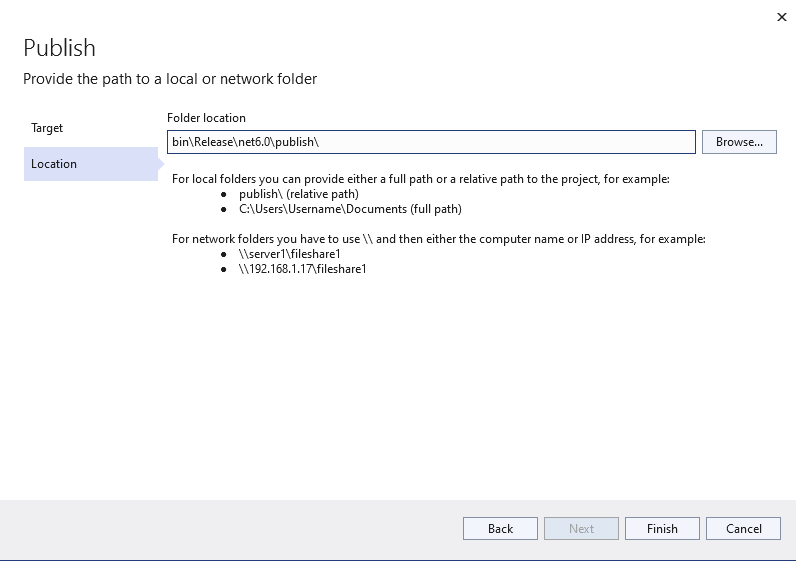 Publish
Provide the path to a local or network folder
Target
Location
Folder location
bin\Release\net6.0\publish\
Browse...
For local folders you can provide either a full path or a relative path to the project, for example:
● publish\ (relative path)
● C:\Users\Username\Documents (full path)
For network folders you have to use \\ and then either the computer name or IP address, for example:
● \\server1\fileshare1
● \\192.168.1.17\fileshare1
Back
Next
Finish
Cancel